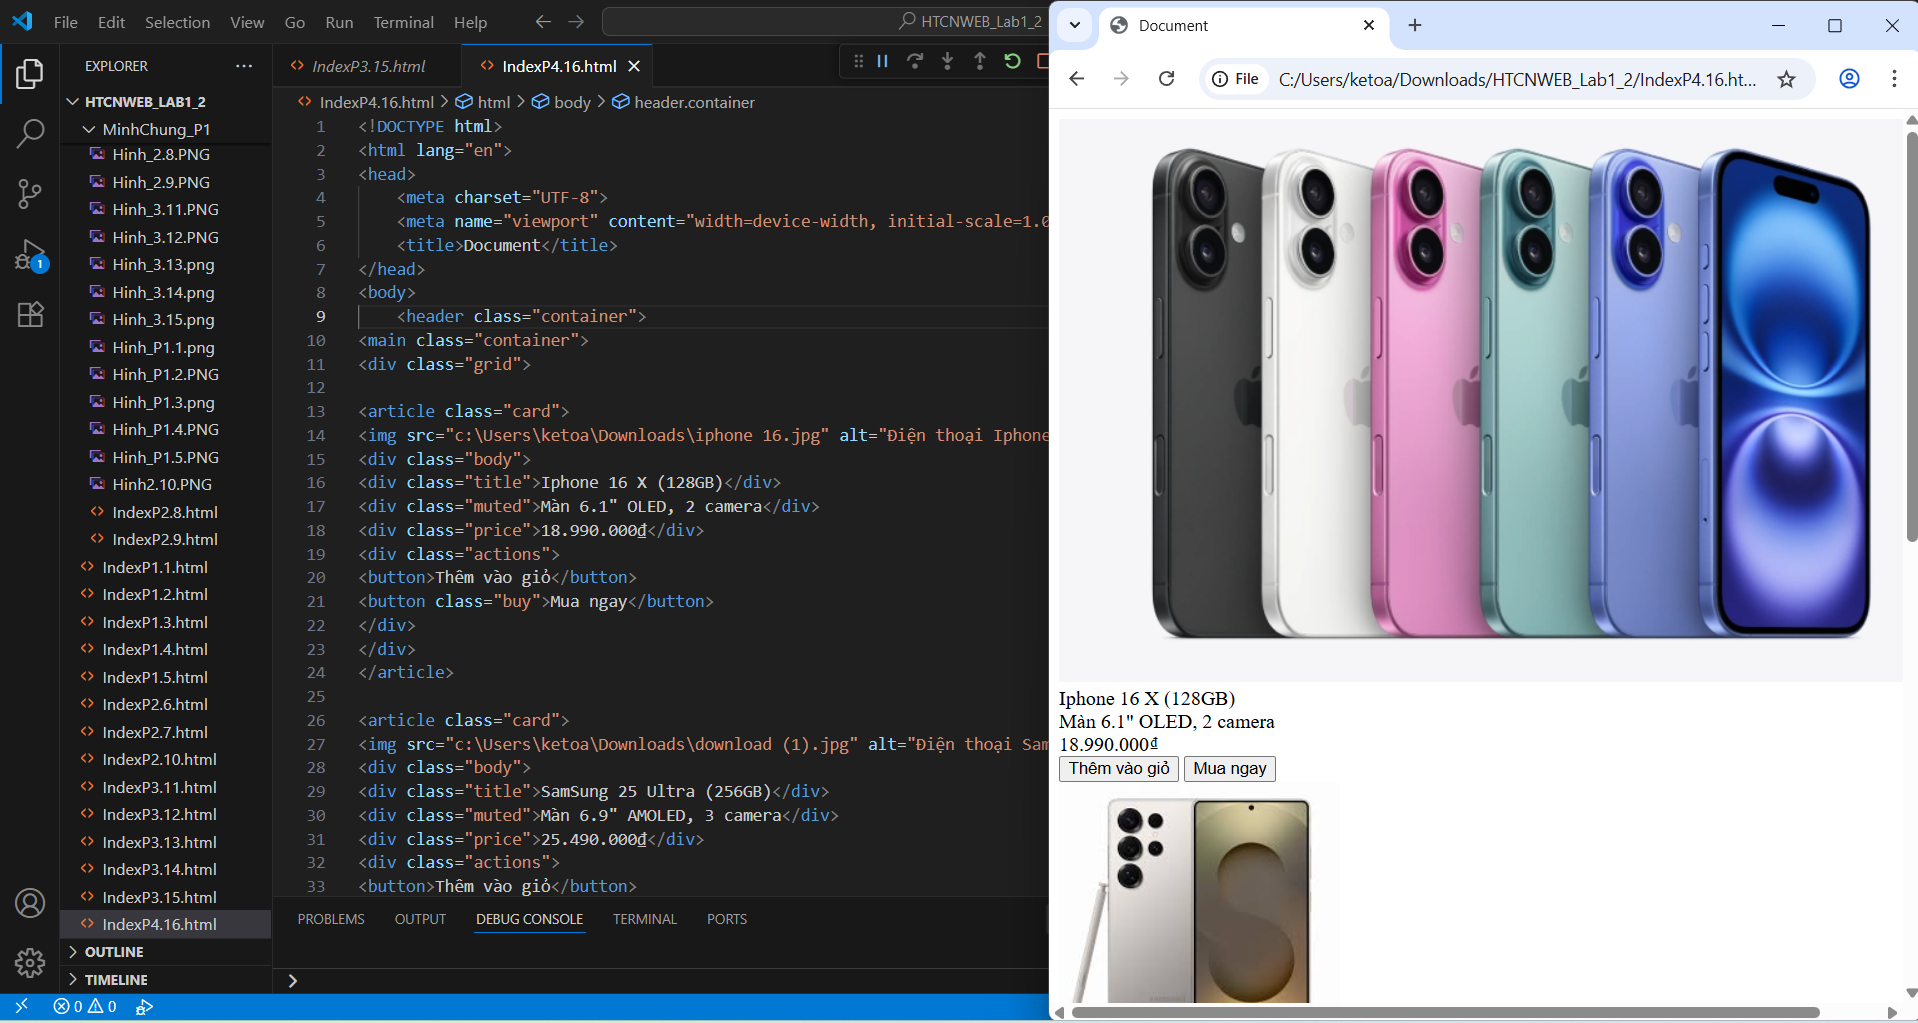 File Edit Selection View Go Run Terminal Help
HTCNWEB_Lab1_2
EXPLORER
HTCNWEB_LAB1_2
MinhChung_P1
Hinh_2.8.PNG
Hinh_2.9.PNG
Hinh_3.11.PNG
Hinh_3.12.PNG
Hinh_3.13.png
Hinh_3.14.png
Hinh_3.15.png
Hinh_P1.1.png
Hinh_P1.2.PNG
Hinh_P1.3.png
Hinh_P1.4.PNG
Hinh_P1.5.PNG
Hinh2.10.PNG
IndexP2.8.html
IndexP2.9.html
IndexP1.1.html
IndexP1.2.html
IndexP1.3.html
IndexP1.4.html
IndexP1.5.html
IndexP2.6.html
IndexP2.7.html
IndexP2.10.html
IndexP3.11.html
IndexP3.12.html
IndexP3.13.html
IndexP3.14.html
IndexP3.15.html
IndexP4.16.html
OUTLINE
TIMELINE
1
IndexP3.15.html IndexP4.16.html
IndexP4.16.html > html > body > header.container
1 <!DOCTYPE html>
2 <html lang="en">
3 <head>
4 <meta charset="UTF-8">
5 <meta name="viewport" content="width=device-width, initial-scale=1.0
6 <title>Document</title>
7 </head>
8 <body>
9 <header class="container">
10 <main class="container">
11 <div class="grid">
12
13 <article class="card">
14 <img src="c:\Users\ketoa\Downloads\iphone 16.jpg" alt="Điện thoại Iphone
15 <div class="body">
16 <div class="title">Iphone 16 X (128GB)</div>
17 <div class="muted">Màn 6.1" OLED, 2 camera</div>
18 <div class="price">18.990.000₫</div>
19 <div class="actions">
20 <button>Thêm vào giỏ</button>
21 <button class="buy">Mua ngay</button>
22 </div>
23 </div>
24 </article>
25
26 <article class="card">
27 <img src="c:\Users\ketoa\Downloads\download (1).jpg" alt="Điện thoại Sam
28 <div class="body">
29 <div class="title">SamSung 25 Ultra (256GB)</div>
30 <div class="muted">Màn 6.9" AMOLED, 3 camera</div>
31 <div class="price">25.490.000₫</div>
32 <div class="actions">
33 <button>Thêm vào giỏ</button>
PROBLEMS OUTPUT DEBUG CONSOLE TERMINAL PORTS
0 0
Document
File C:/Users/ketoa/Downloads/HTCNWEB_Lab1_2/IndexP4.16.ht...
Iphone 16 X (128GB)
Màn 6.1" OLED, 2 camera
18.990.000₫
Thêm vào giỏ Mua ngay